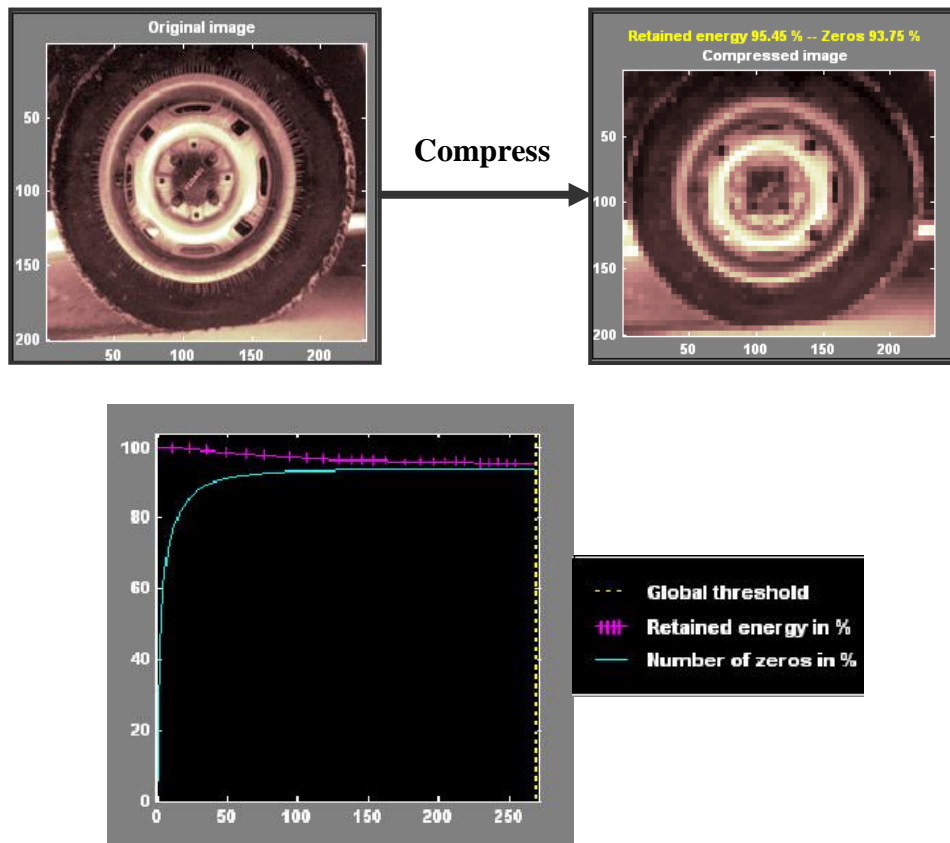 Original image
50
100
150
200
50 100 150 200
Compress
Retained energy 95.45 % -- Zeros 93.75 %
Compressed image
50
100
150
200
50 100 150 200
100
80
60
40
20
0
0 50 100 150 200 250
Global threshold
Retained energy in %
Number of zeros in %